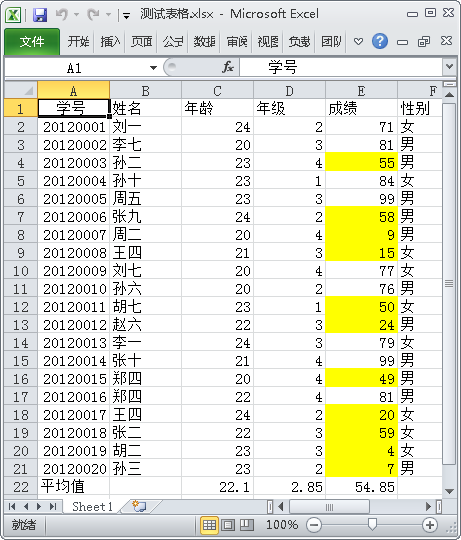 测试表格.xlsx - Microsoft Excel
文件 开始 插入 页面 公式 数据 审阅 视图 负载 团队
A1 fx 学号
A B C D E F
1 学号 姓名 年龄 年级 成绩 性别
2 20120001 刘一 24 2 71 女
3 20120002 李七 20 3 81 男
4 20120003 孙二 23 4 55 男
5 20120004 孙十 23 1 84 女
6 20120005 周五 23 3 99 男
7 20120006 张九 24 2 58 男
8 20120007 周二 20 4 9 男
9 20120008 王四 21 3 15 女
10 20120009 刘七 20 4 77 女
11 20120010 孙六 20 2 76 男
12 20120011 胡七 23 1 50 女
13 20120012 赵六 22 3 24 男
14 20120013 李一 24 3 79 女
15 20120014 张十 21 4 99 男
16 20120015 郑四 20 4 49 男
17 20120016 郑四 22 4 81 男
18 20120017 王四 24 2 20 女
19 20120018 张二 22 3 59 女
20 20120019 胡二 23 3 4 女
21 20120020 孙三 23 2 7 男
22 平均值 22.1 2.85 54.85
Sheet1
就绪 100%